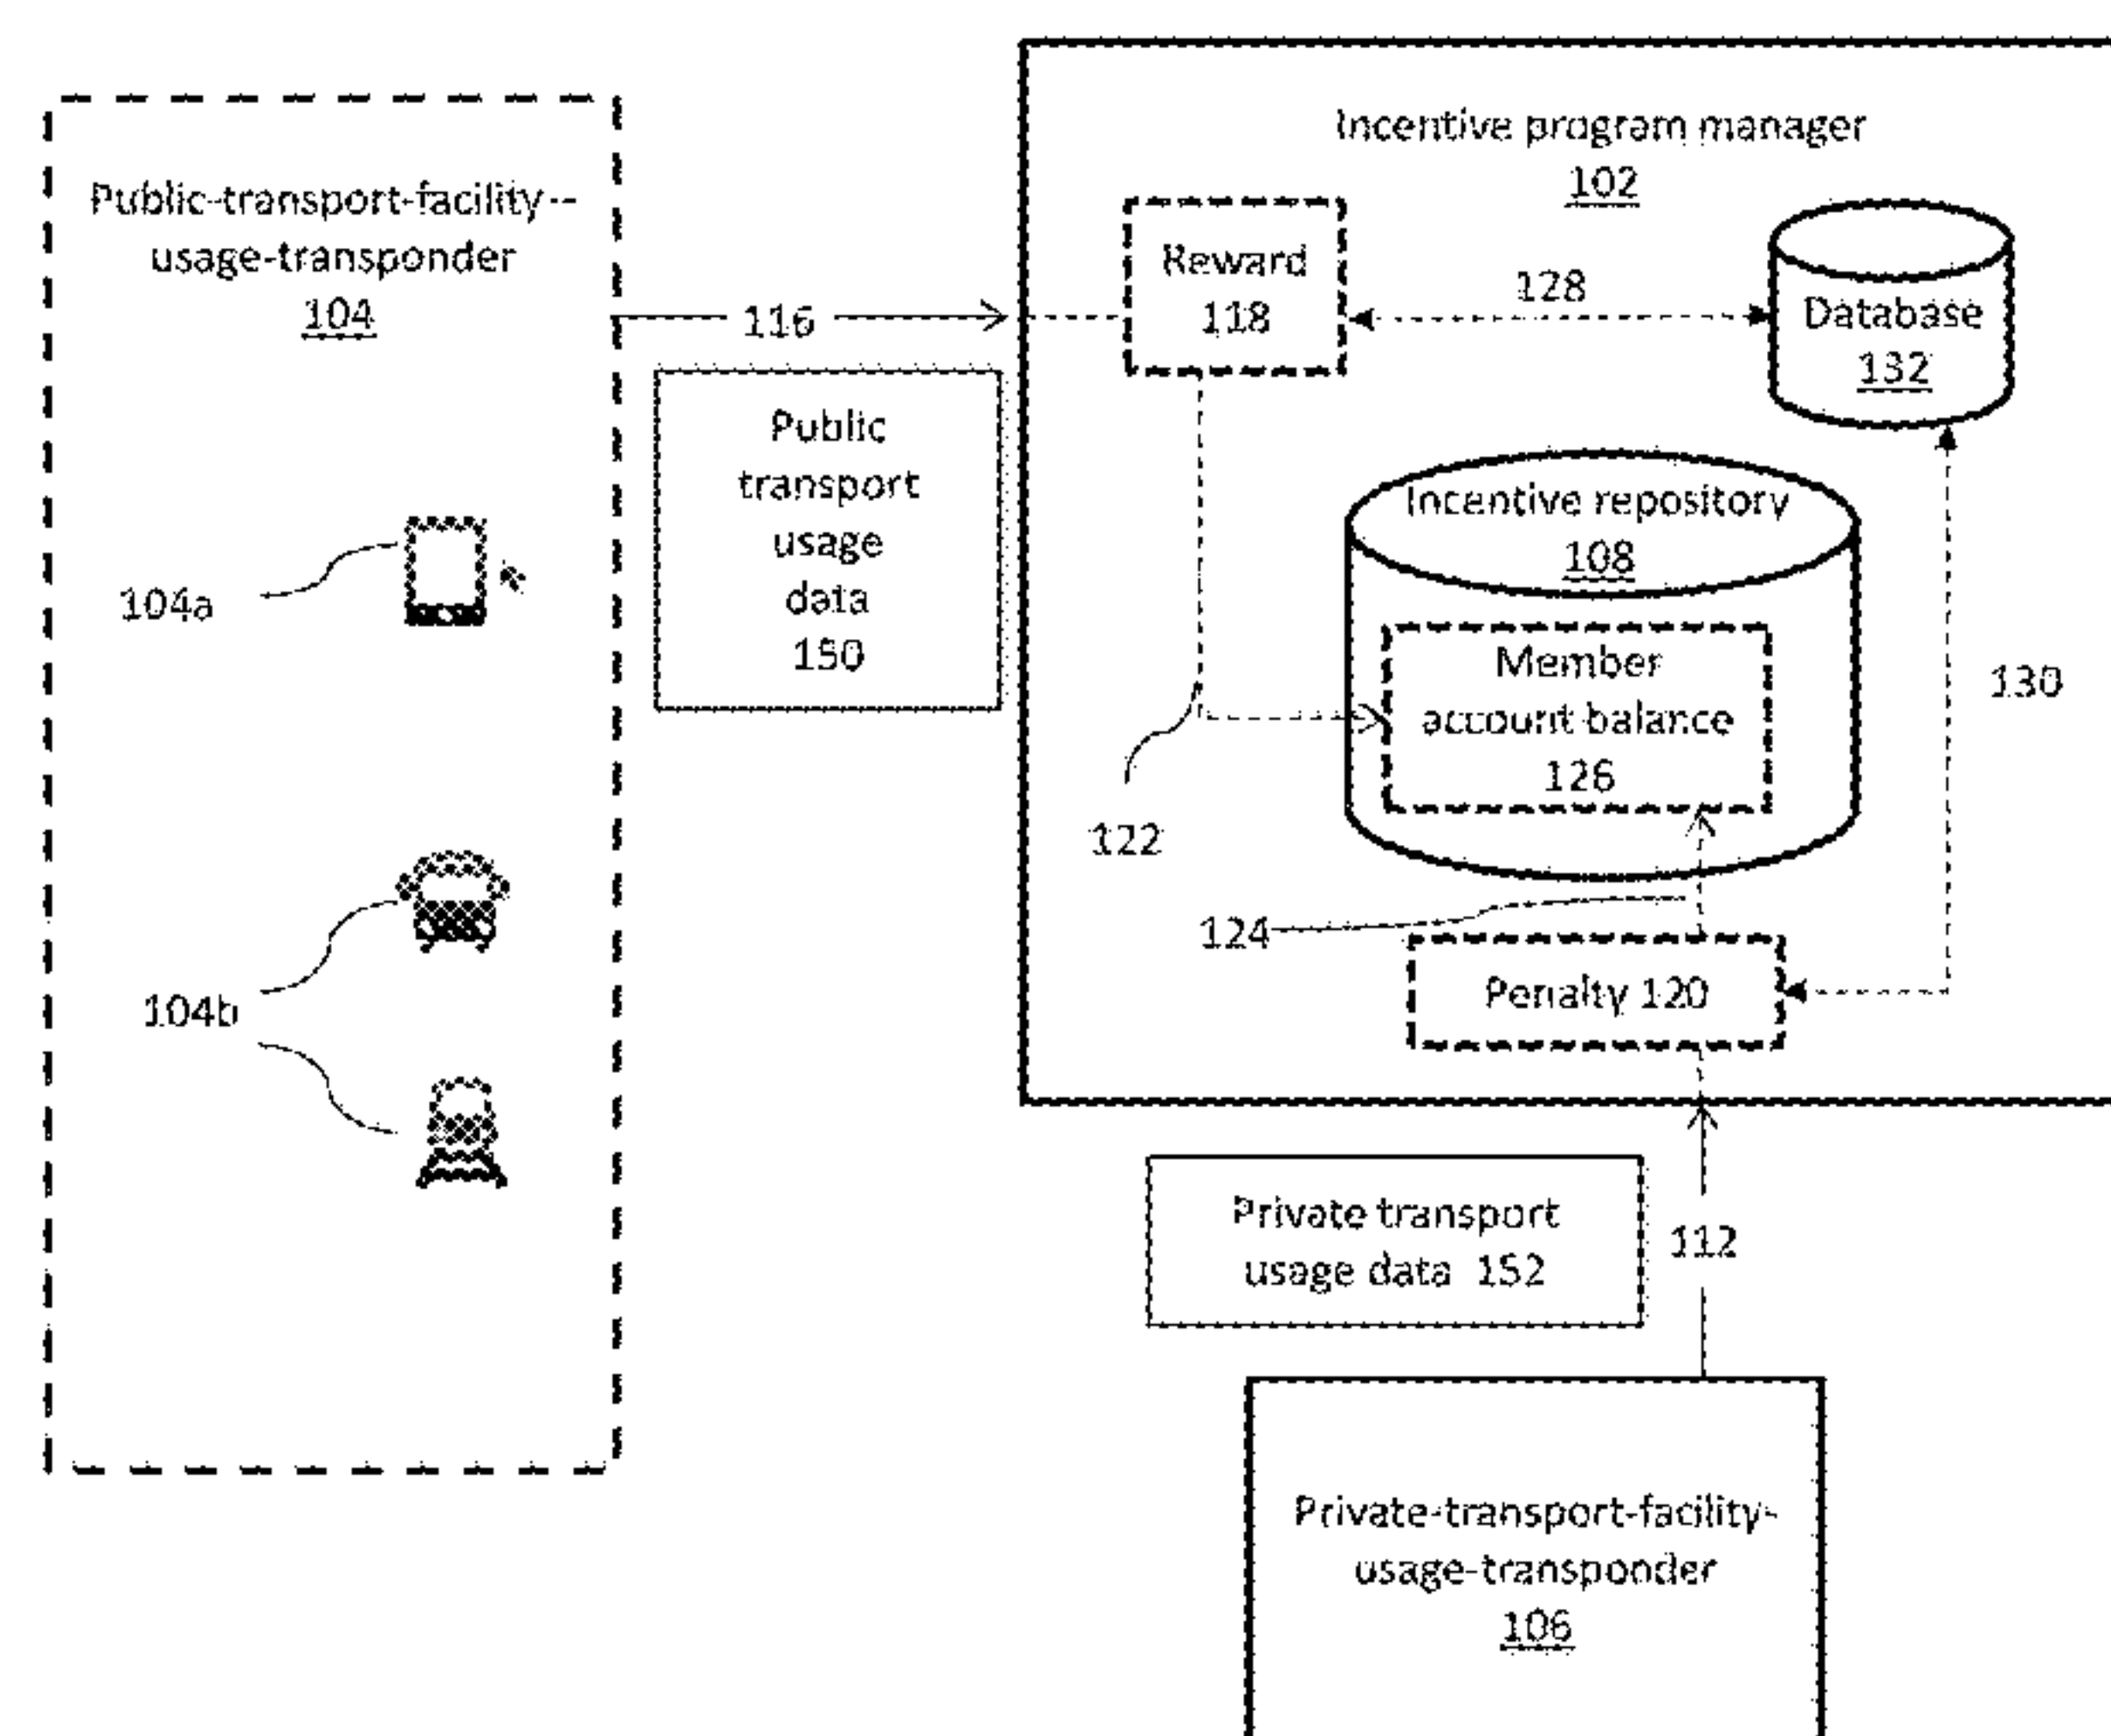 Public-transport-facility-
usage-transponder
104
104a
104b
116
Public
transport
usage
data
150
Incentive program manager
102
Reward
118
128
Database
132
Incentive repository
108
Member
account balance
126
130
122
124
Penalty 120
Private transport
usage data 152
112
Private-transport-facility-
usage-transponder
106